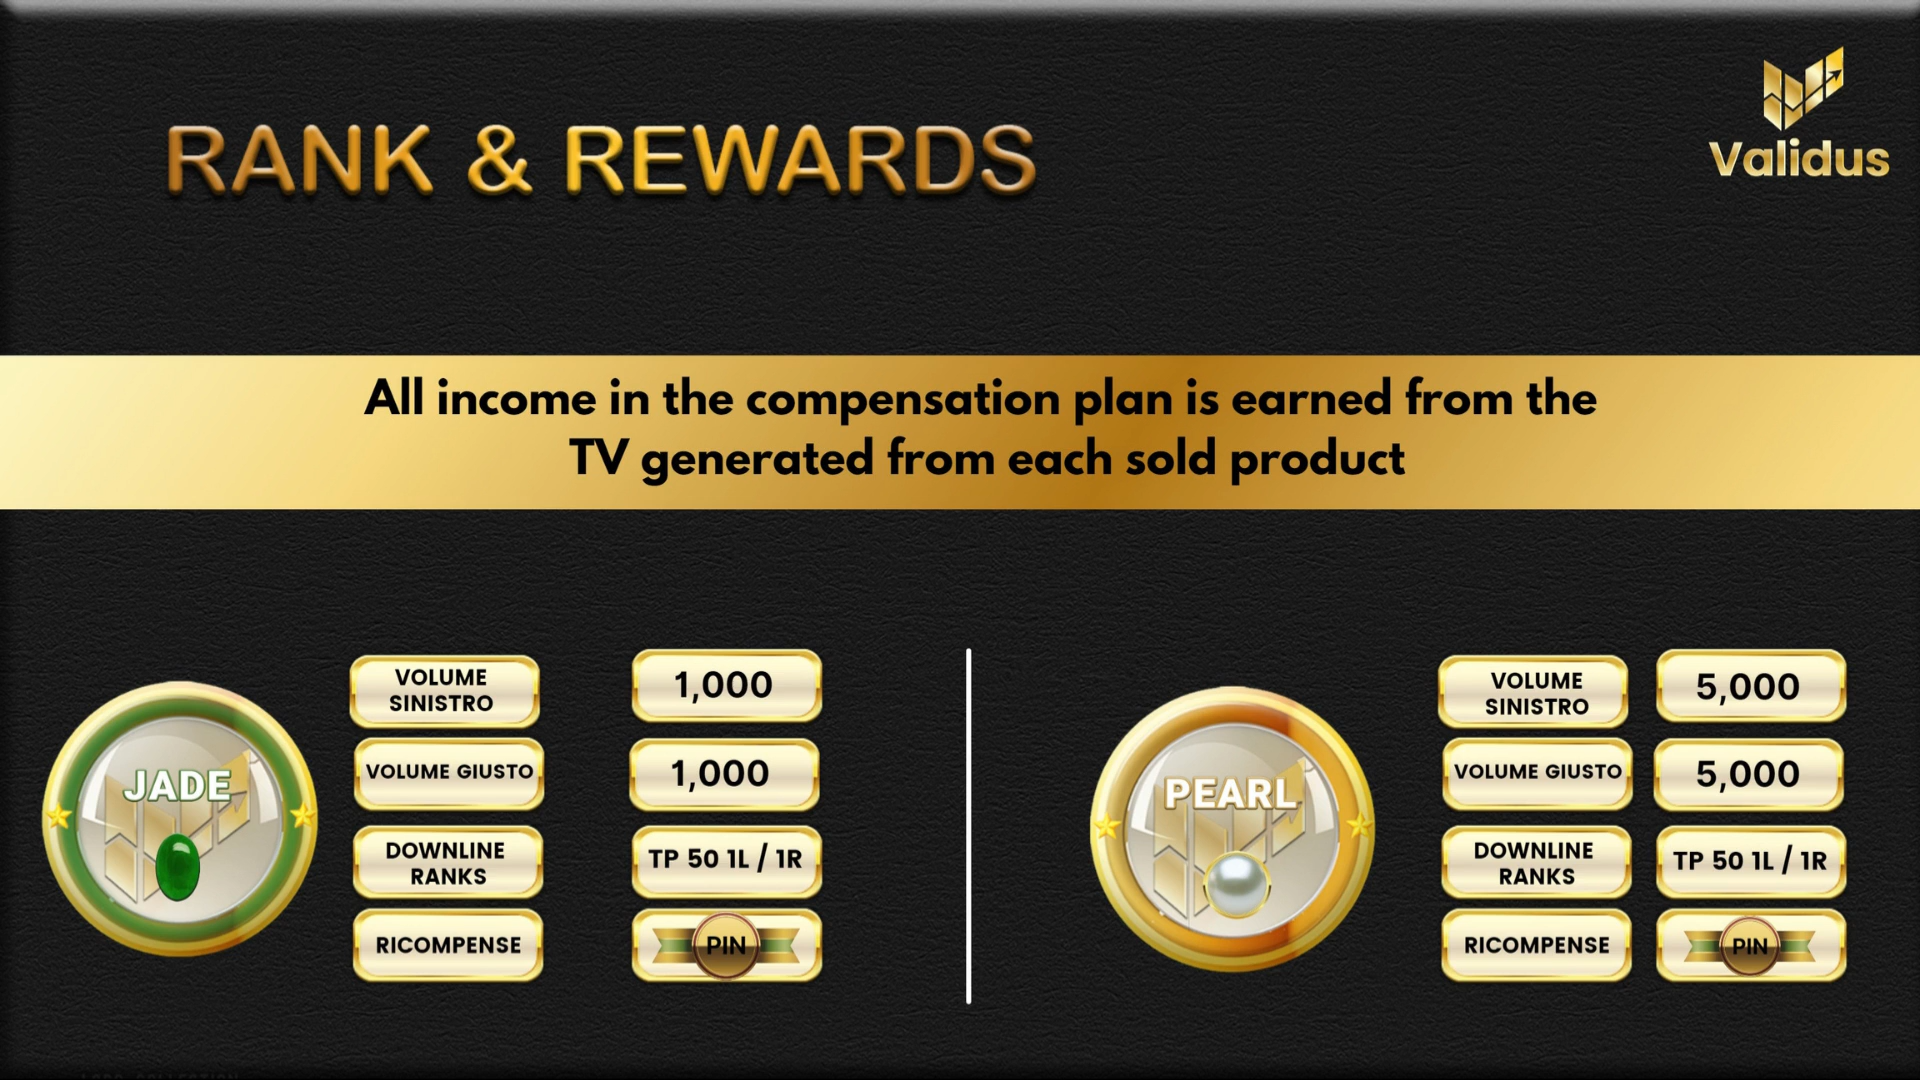 RANK & REWARDS
Validus
All income in the compensation plan is earned from the
TV generated from each sold product
JADE
VOLUME
SINISTRO
1,000
VOLUME GIUSTO
1,000
DOWNLINE
RANKS
TP 50 1L / 1R
RICOMPENSE
PIN
PEARL
VOLUME
SINISTRO
5,000
VOLUME GIUSTO
5,000
DOWNLINE
RANKS
TP 50 1L / 1R
RICOMPENSE
PIN